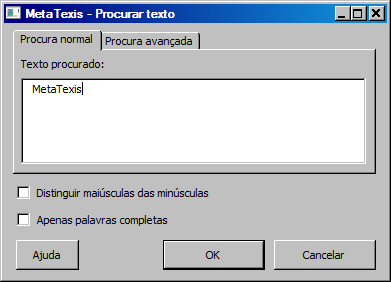 MetaTexis - Procurar texto
Procura normal
Procura avançada
Texto procurado:
MetaTexis
Distinguir maiúsculas das minúsculas
Apenas palavras completas
Ajuda
OK
Cancelar